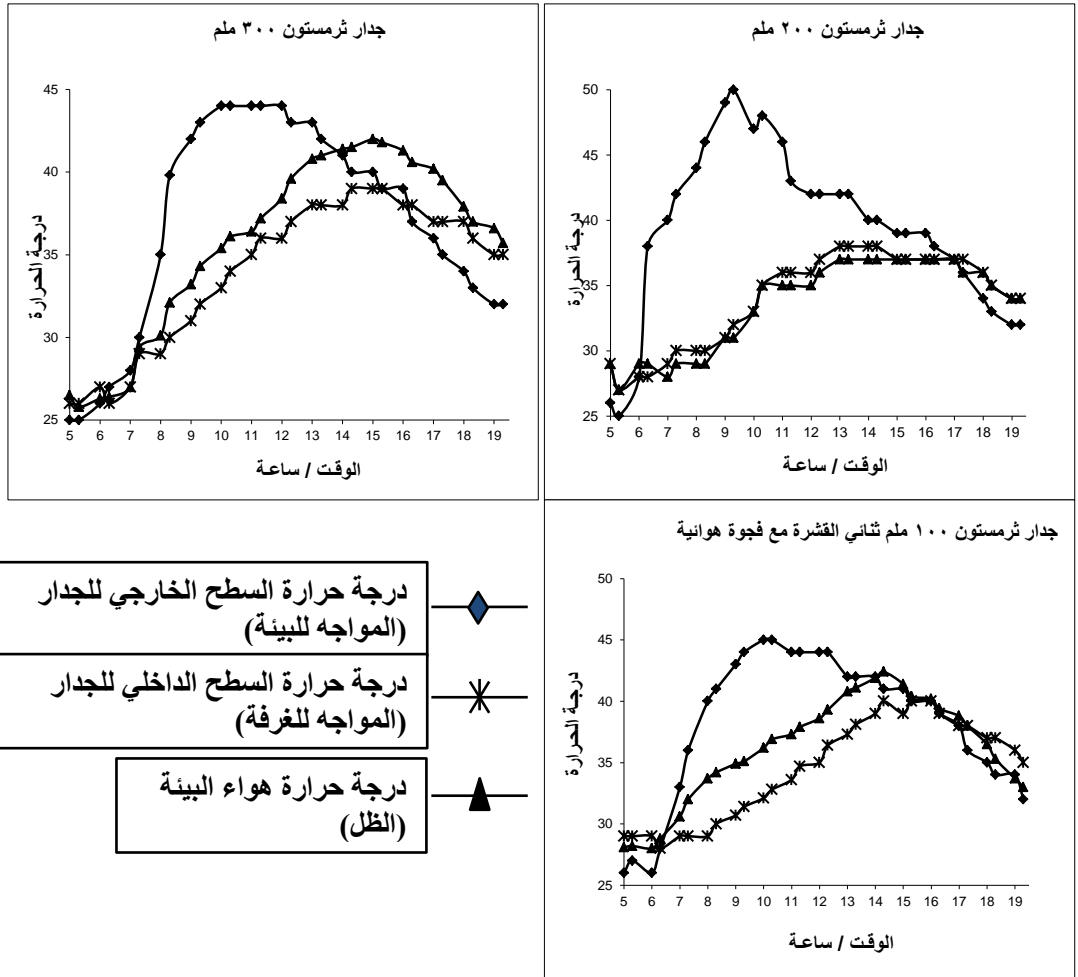 جدار ثرمستون ٣٠٠ ملم
45
40
35
30
25
درجة الحرارة
5 6 7 8 9 10 11 12 13 14 15 16 17 18 19
الوقت / ساعة
جدار ثرمستون ٢٠٠ ملم
50
45
40
35
30
25
درجة الحرارة
5 6 7 8 9 10 11 12 13 14 15 16 17 18 19
الوقت / ساعة
درجة حرارة السطح الخارجي للجدار
(المواجه للبيئة)
درجة حرارة السطح الداخلي للجدار
(المواجه للغرفة)
درجة حرارة هواء البيئة
(الظل)
جدار ثرمستون ١٠٠ ملم ثنائي القشرة مع فجوة هوائية
50
45
40
35
30
25
درجة الحرارة
5 6 7 8 9 10 11 12 13 14 15 16 17 18 19
الوقت / ساعة